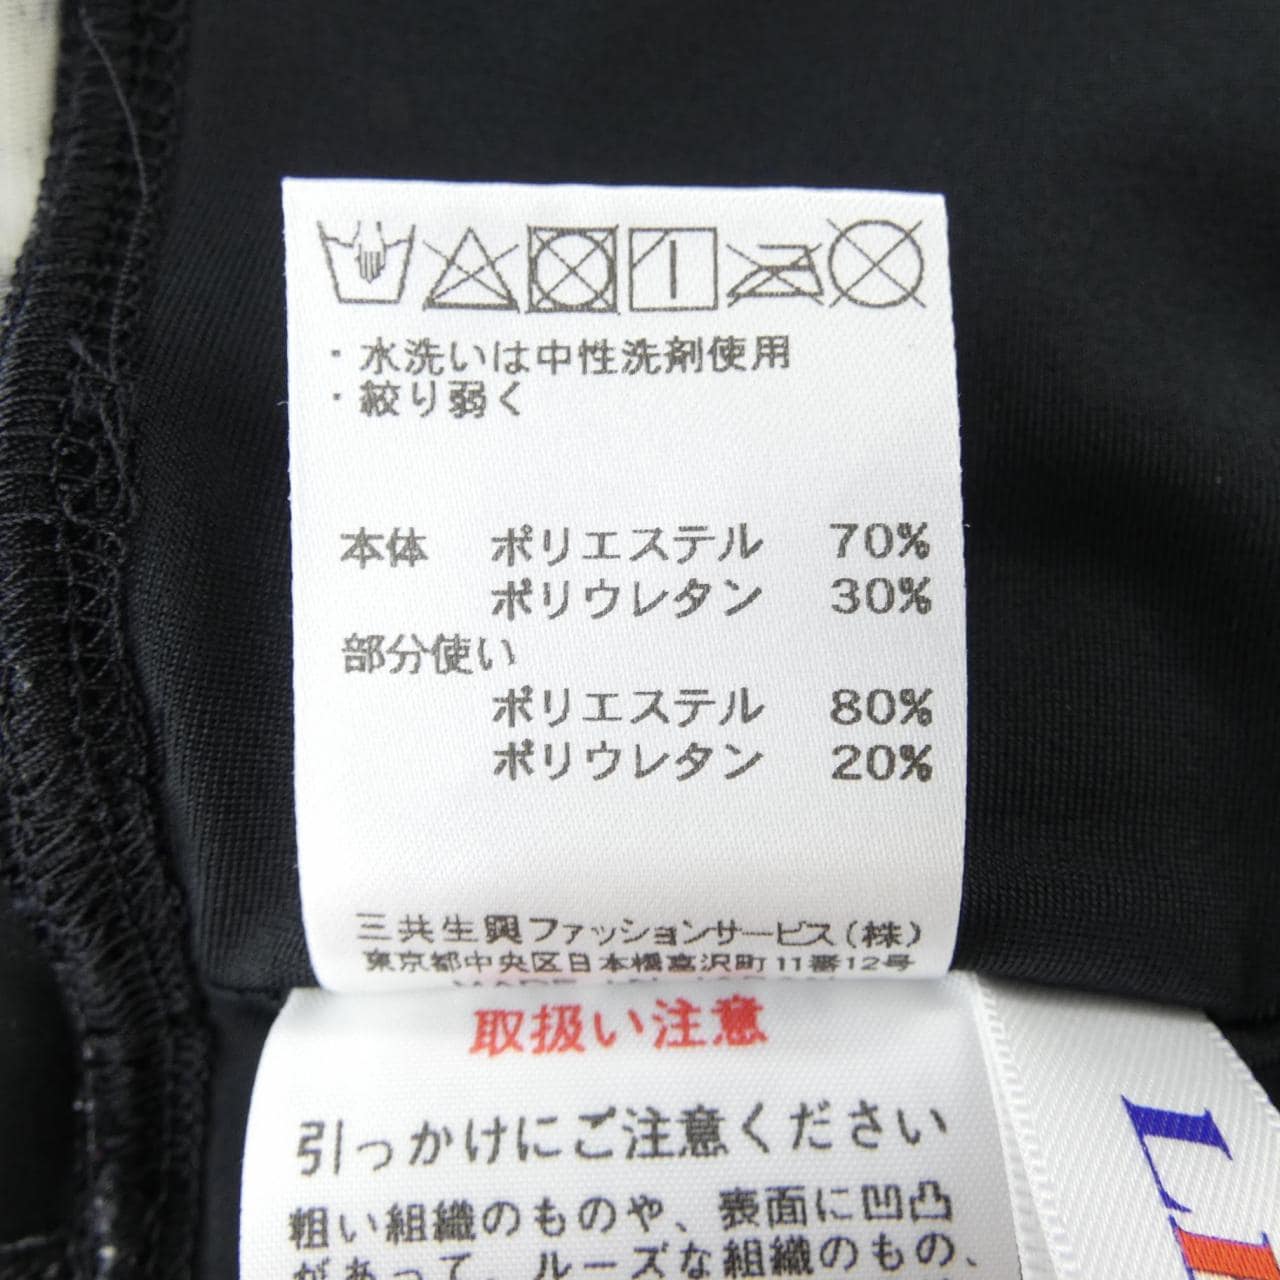 ・水洗いは中性洗剤使用
・絞り弱く
本体 ポリエステル 70%
ポリウレタン 30%
部分使い
ポリエステル 80%
ポリウレタン 20%
三共生興ファッションサービス(株)
東京都中央区日本橋富沢町11番12号
取扱い注意
引っかけにご注意ください
粗い組織のものや、表面に凹凸
があって、ルーズな組織のもの、